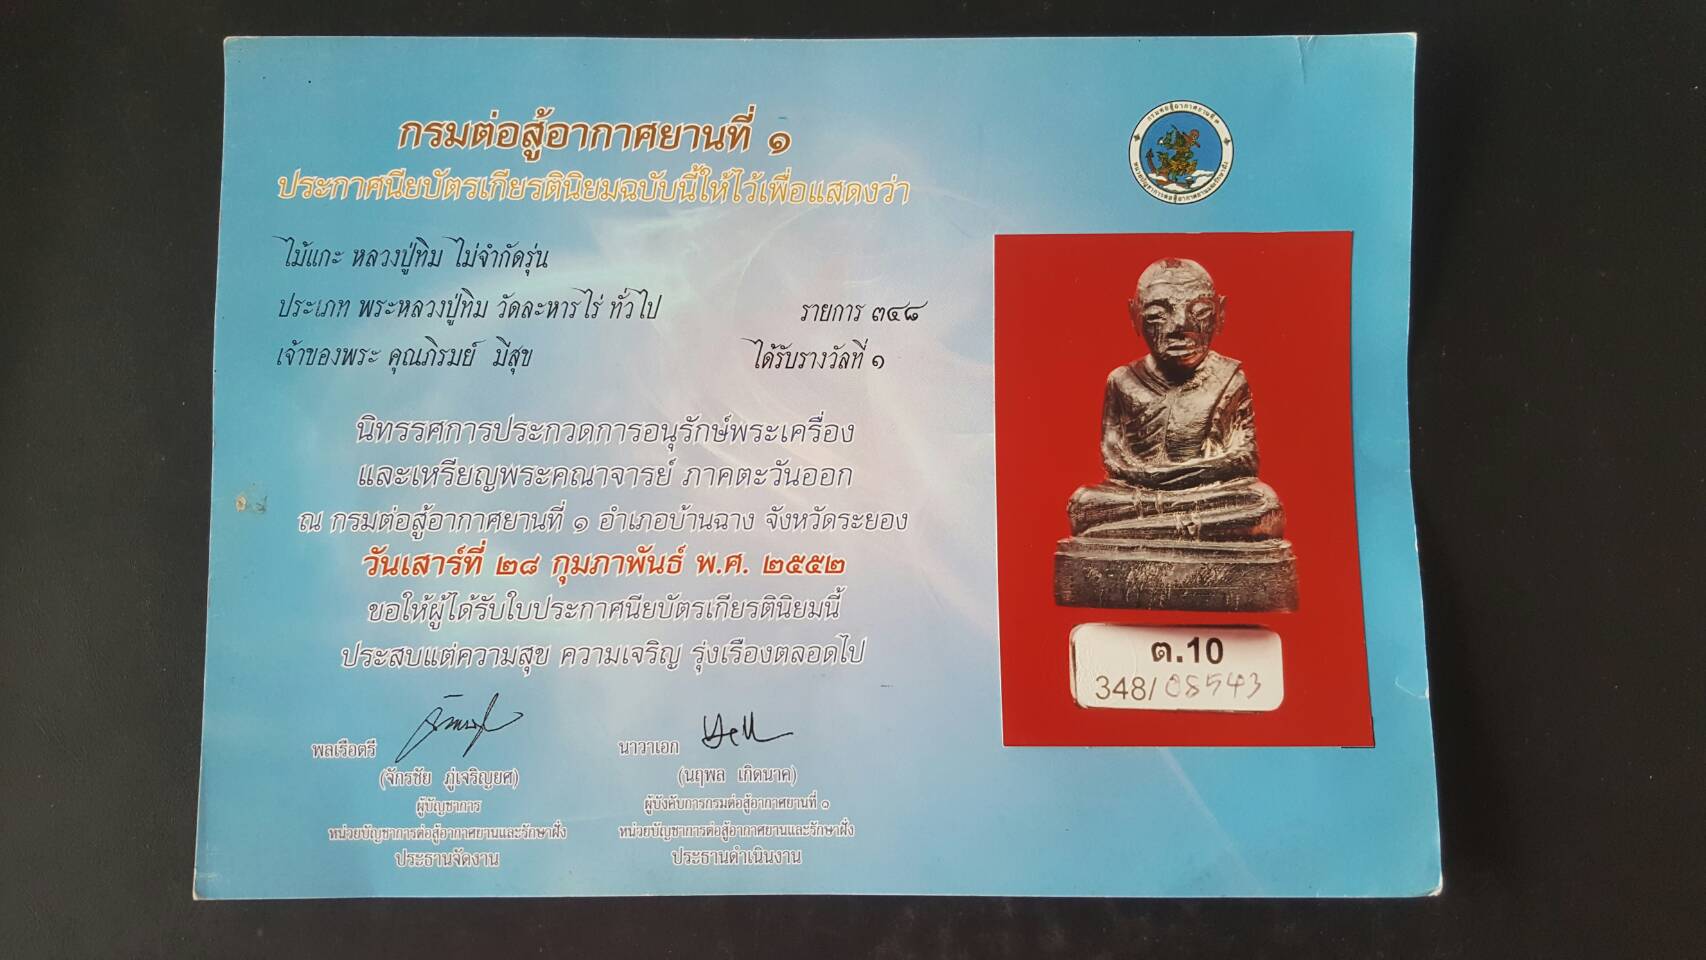 กรมต่อสู้อากาศยานที่ ๑
ประกาศนียบัตรเกียรตินิยมฉบับนี้ให้ไว้เพื่อแสดงว่า
ไม้แกะ หลวงปู่ทิม ไม่จำกัดรุ่น
ประเภท พระหลวงปู่ทิม วัดละหารไร่ ทั่วไป รายการ ๓๔๘
เจ้าของพระ คุณภิรมย์ มีสุข ได้รับรางวัลที่ ๑
นิทรรศการประกวดการอนุรักษ์พระเครื่อง
และเหรียญพระคณาจารย์ ภาคตะวันออก
ณ กรมต่อสู้อากาศยานที่ ๑ อำเภอบ้านฉาง จังหวัดระยอง
วันเสาร์ที่ ๒๘ กุมภาพันธ์ พ.ศ. ๒๕๕๒
ขอให้ผู้ได้รับใบประกาศนียบัตรเกียรตินิยมนี้
ประสบแต่ความสุข ความเจริญ รุ่งเรืองตลอดไป
พลเรือตรี
(จักรชัย ภู่เจริญยศ)
ผู้บัญชาการ
หน่วยบัญชาการต่อสู้อากาศยานและรักษาฝั่ง
ประธานจัดงาน
นาวาเอก
(นฤพล เกิดนาค)
ผู้บังคับการกรมต่อสู้อากาศยานที่ ๑
หน่วยบัญชาการต่อสู้อากาศยานและรักษาฝั่ง
ประธานดำเนินงาน
ต.10
348/08543